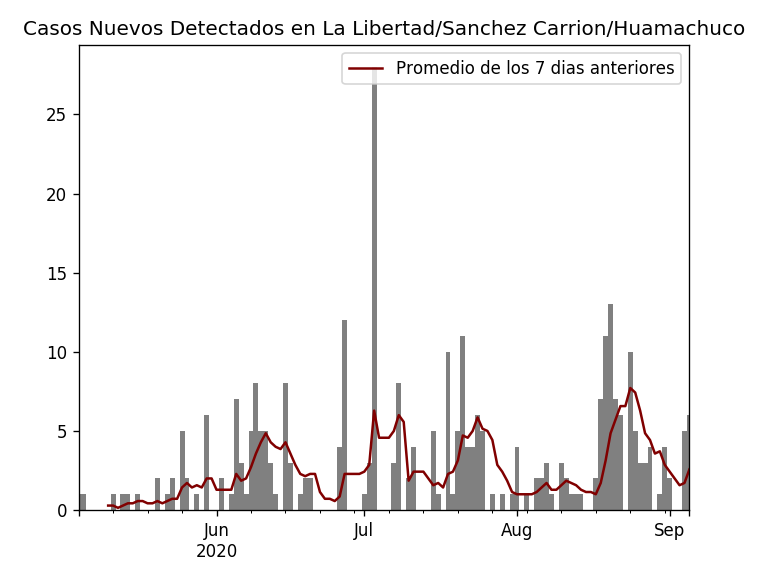 Casos Nuevos Detectados en La Libertad/Sanchez Carrion/Huamachuco
Promedio de los 7 dias anteriores
25
20
15
10
5
0
Jun
Jul
Aug
Sep
2020